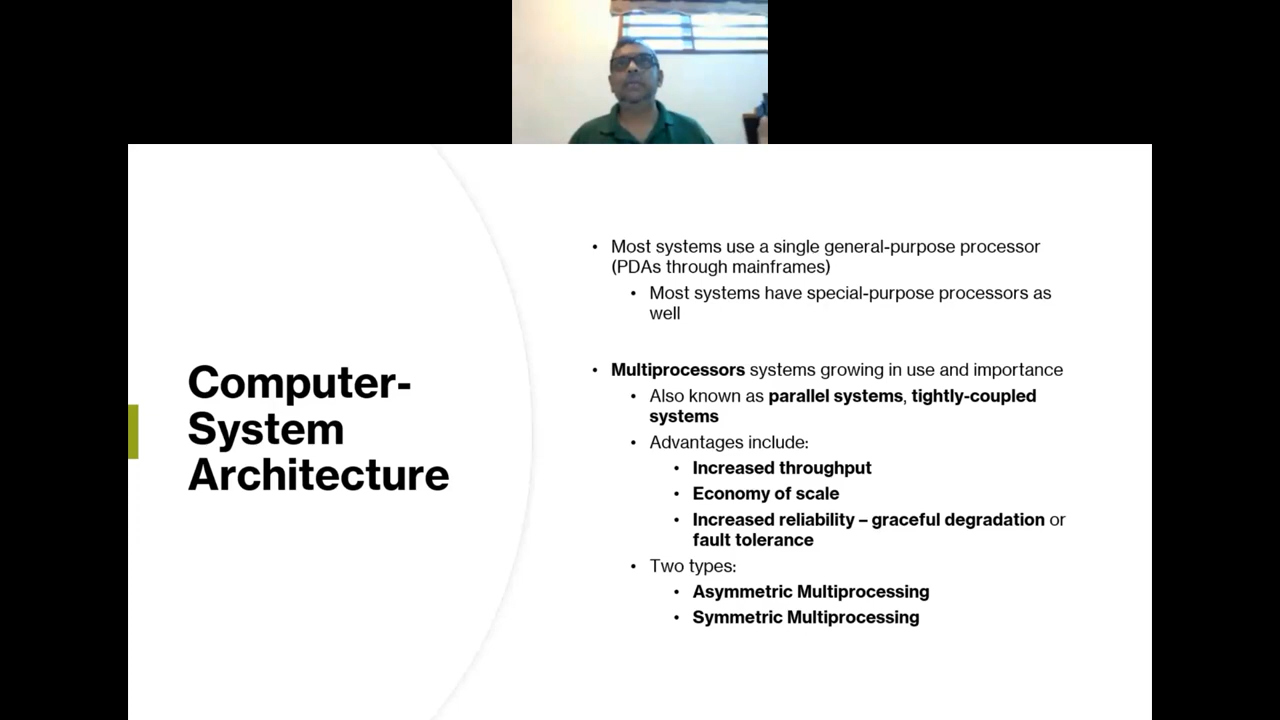 Computer-
System
Architecture
• Most systems use a single general-purpose processor
(PDAs through mainframes)
• Most systems have special-purpose processors as
well
• Multiprocessors systems growing in use and importance
• Also known as parallel systems, tightly-coupled
systems
• Advantages include:
• Increased throughput
• Economy of scale
• Increased reliability – graceful degradation or
fault tolerance
• Two types:
• Asymmetric Multiprocessing
• Symmetric Multiprocessing